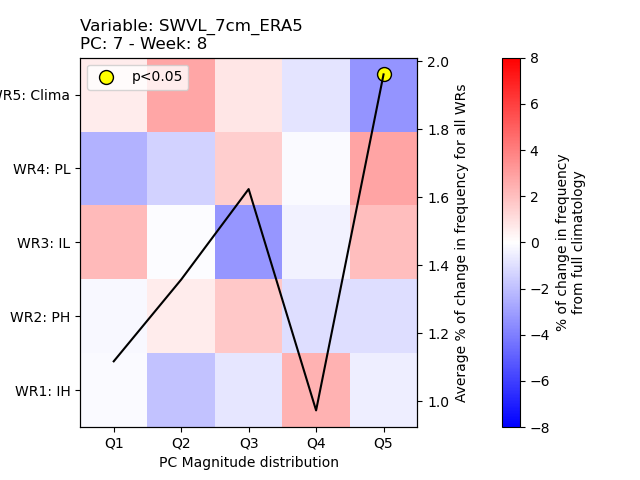 Variable: SWVL_7cm_ERA5
PC: 7 - Week: 8
p<0.05
WR5: Clima
WR4: PL
WR3: IL
WR2: PH
WR1: IH
Q1 Q2 Q3 Q4 Q5
PC Magnitude distribution
2.0
1.8
1.6
1.4
1.2
1.0
Average % of change in frequency for all WRs
8
6
4
2
0
−2
−4
−6
−8
% of change in frequency
from full climatology